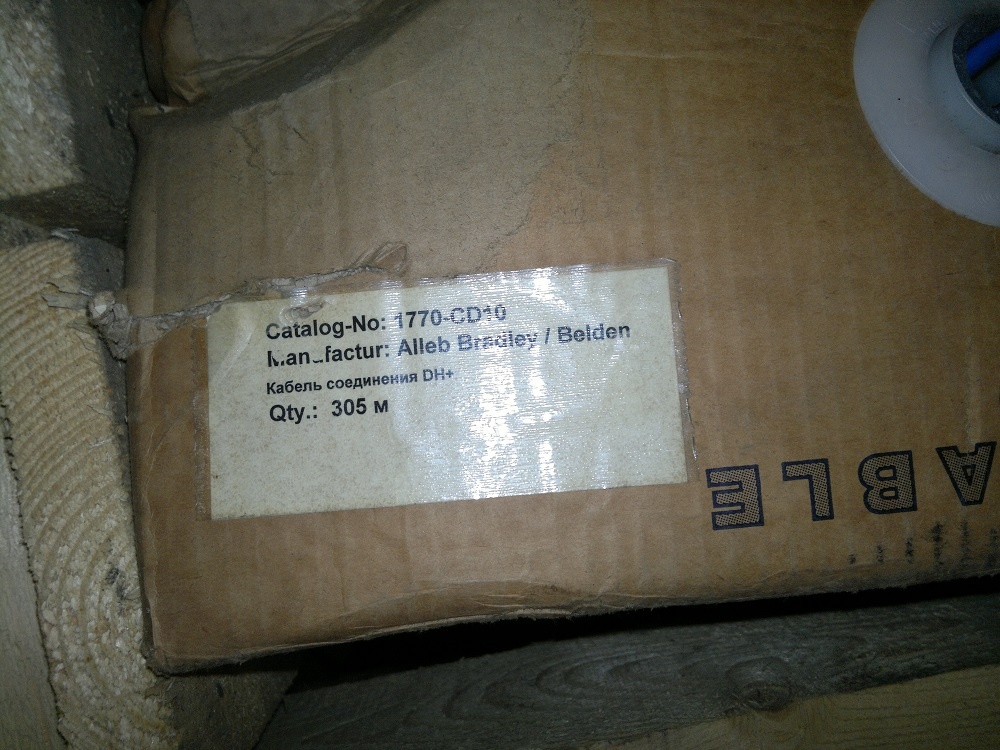 Catalog-No: 1770-CD10
Manufactur: Alleb Bradley / Belden
Кабель соединения DH+
Qty.: 305 м
ABLE